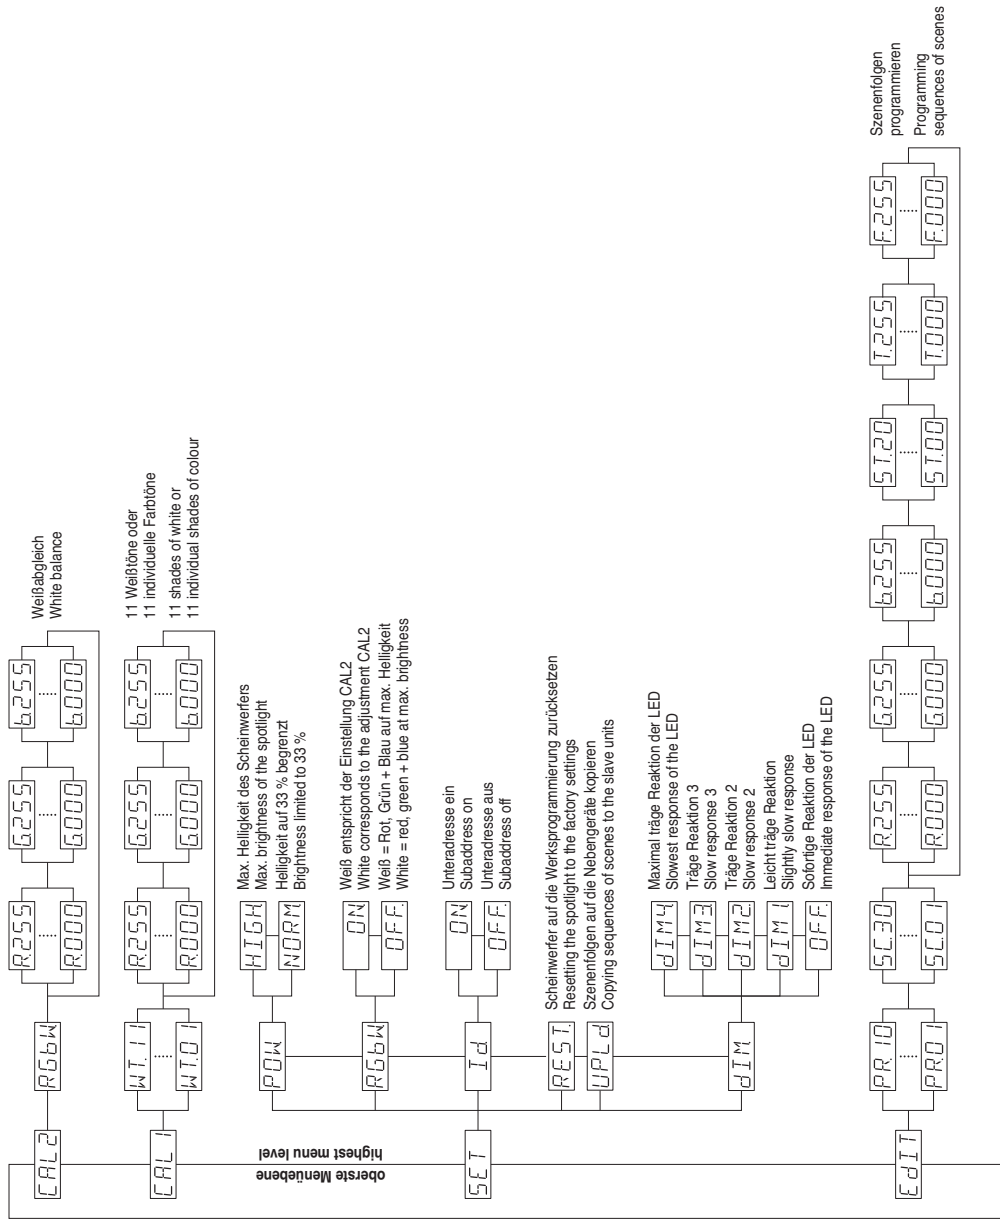 CAL2
RGbW
R.255
R.000
G.255
G.000
b.255
b.000
Weißabgleich
White balance
CAL1
WT.11
WT.01
R.255
R.000
G.255
G.000
b.255
b.000
11 Weißtöne oder
11 individuelle Farbtöne
11 shades of white or
11 individual shades of colour
oberste Menüebene
highest menu level
SET
POW
HIGH
Max. Helligkeit des Scheinwerfers
Max. brightness of the spotlight
NORM
Helligkeit auf 33 % begrenzt
Brightness limited to 33 %
RGbW
ON
Weiß entspricht der Einstellung CAL2
White corresponds to the adjustment CAL2
OFF.
Weiß = Rot, Grün + Blau auf max. Helligkeit
White = red, green + blue at max. brightness
Id
ON
Unteradresse ein
Subaddress on
OFF.
Unteradresse aus
Subaddress off
REST.
Scheinwerfer auf die Werksprogrammierung zurücksetzen
Resetting the spotlight to the factory settings
UPLd.
Szenenfolgen auf die Nebengeräte kopieren
Copying sequences of scenes to the slave units
dIM
dIM4
Maximal träge Reaktion der LED
Slowest response of the LED
dIM3
Träge Reaktion 3
Slow response 3
dIM2
Träge Reaktion 2
Slow response 2
dIM1
Leicht träge Reaktion
Slightly slow response
OFF.
Sofortige Reaktion der LED
Immediate response of the LED
EdIT
PR.10
PR.01
SC.30
SC.01
R.255
R.000
G.255
G.000
b.255
b.000
ST.20
ST.00
T.255
T.000
F.255
F.000
Szenenfolgen
programmieren
Programming
sequences of scenes